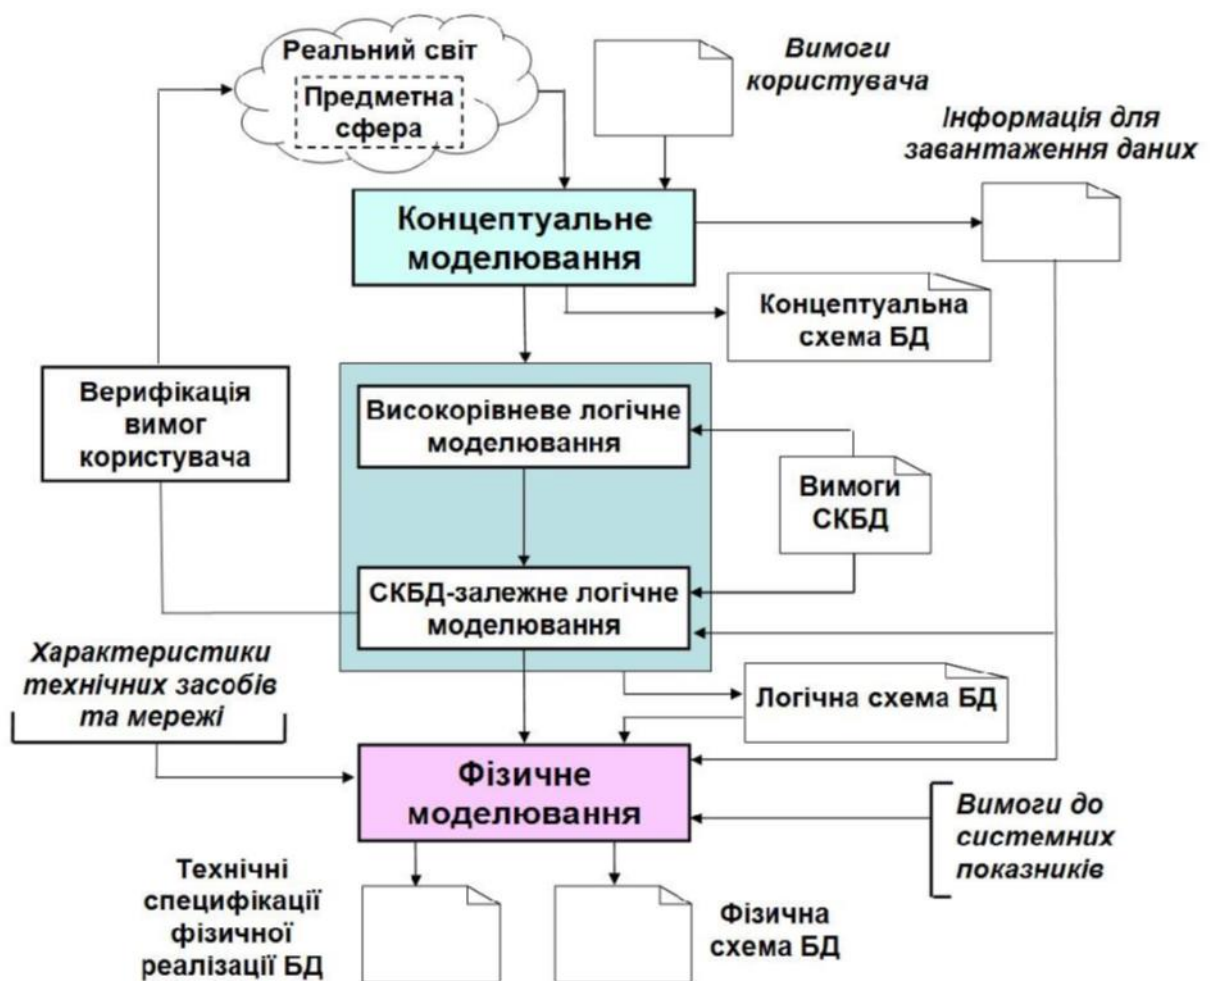 Реальний світ
Предметна
сфера
Вимоги
користувача
Інформація для
завантаження даних
Концептуальне
моделювання
Концептуальна
схема БД
Верифікація
вимог
користувача
Високорівневе логічне
моделювання
Вимоги
СКБД
СКБД-залежне логічне
моделювання
Характеристики
технічних засобів
та мережі
Логічна схема БД
Фізичне
моделювання
Вимоги до
системних
показників
Технічні
специфікації
фізичної
реалізації БД
Фізична
схема БД